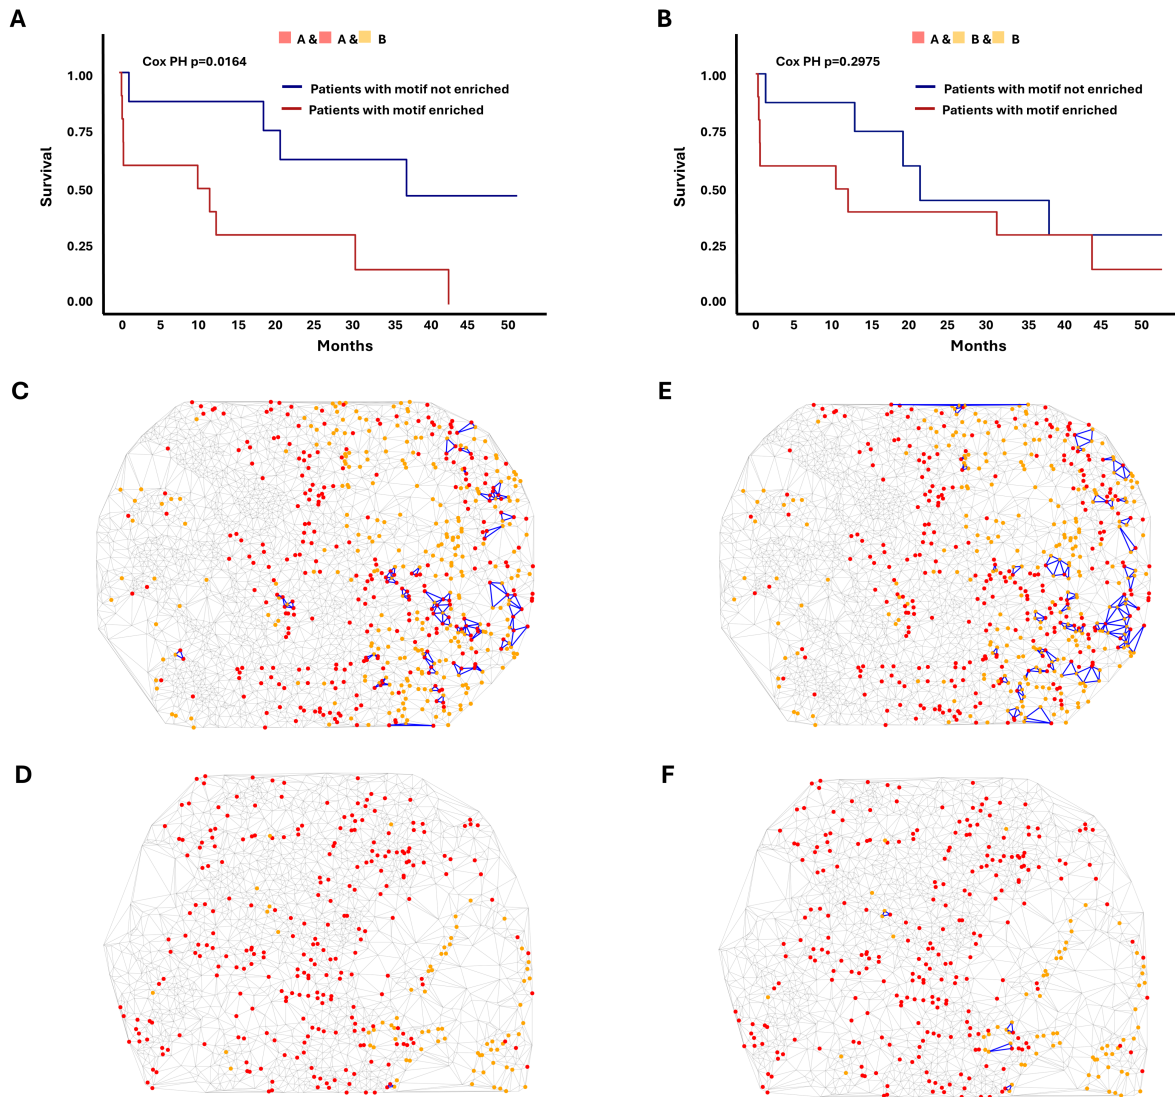 A
A & A & B
Cox PH p=0.0164
Patients with motif not enriched
Patients with motif enriched
Survival
1.00
0.75
0.50
0.25
0.00
0 5 10 15 20 25 30 35 40 45 50
Months
B
A & B & B
Cox PH p=0.2975
Patients with motif not enriched
Patients with motif enriched
Survival
1.00
0.75
0.50
0.25
0.00
0 5 10 15 20 25 30 35 40 45 50
Months
C
E
D
F